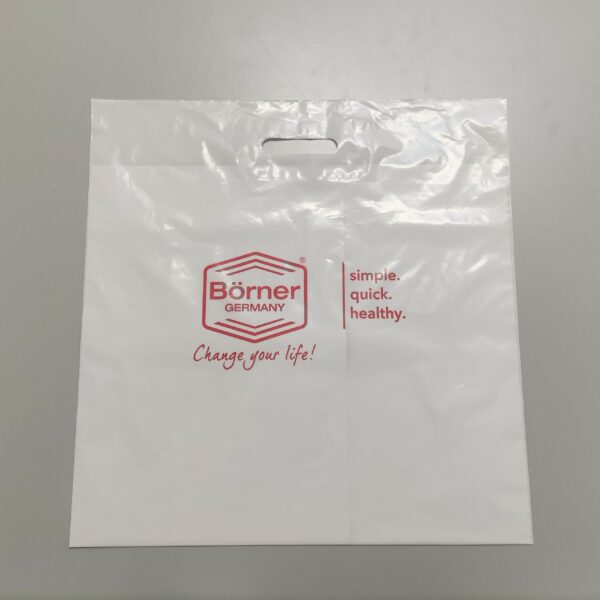 Börner®
GERMANY
Change your life!
simple.
quick.
healthy.